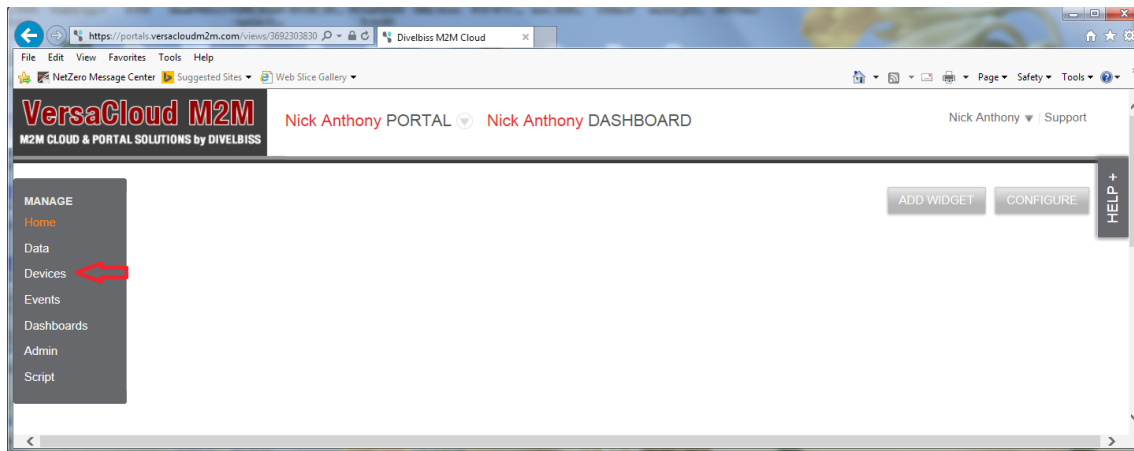 https://portals.versacloudm2m.com/views/3692303830
Divelbiss M2M Cloud
File Edit View Favorites Tools Help
NetZero Message Center Suggested Sites Web Slice Gallery
Page Safety Tools
VersaCloud M2M
M2M CLOUD & PORTAL SOLUTIONS by DIVELBISS
Nick Anthony PORTAL Nick Anthony DASHBOARD
Nick Anthony Support
HELP +
MANAGE
ADD WIDGET CONFIGURE
Home
Data
Devices
Events
Dashboards
Admin
Script